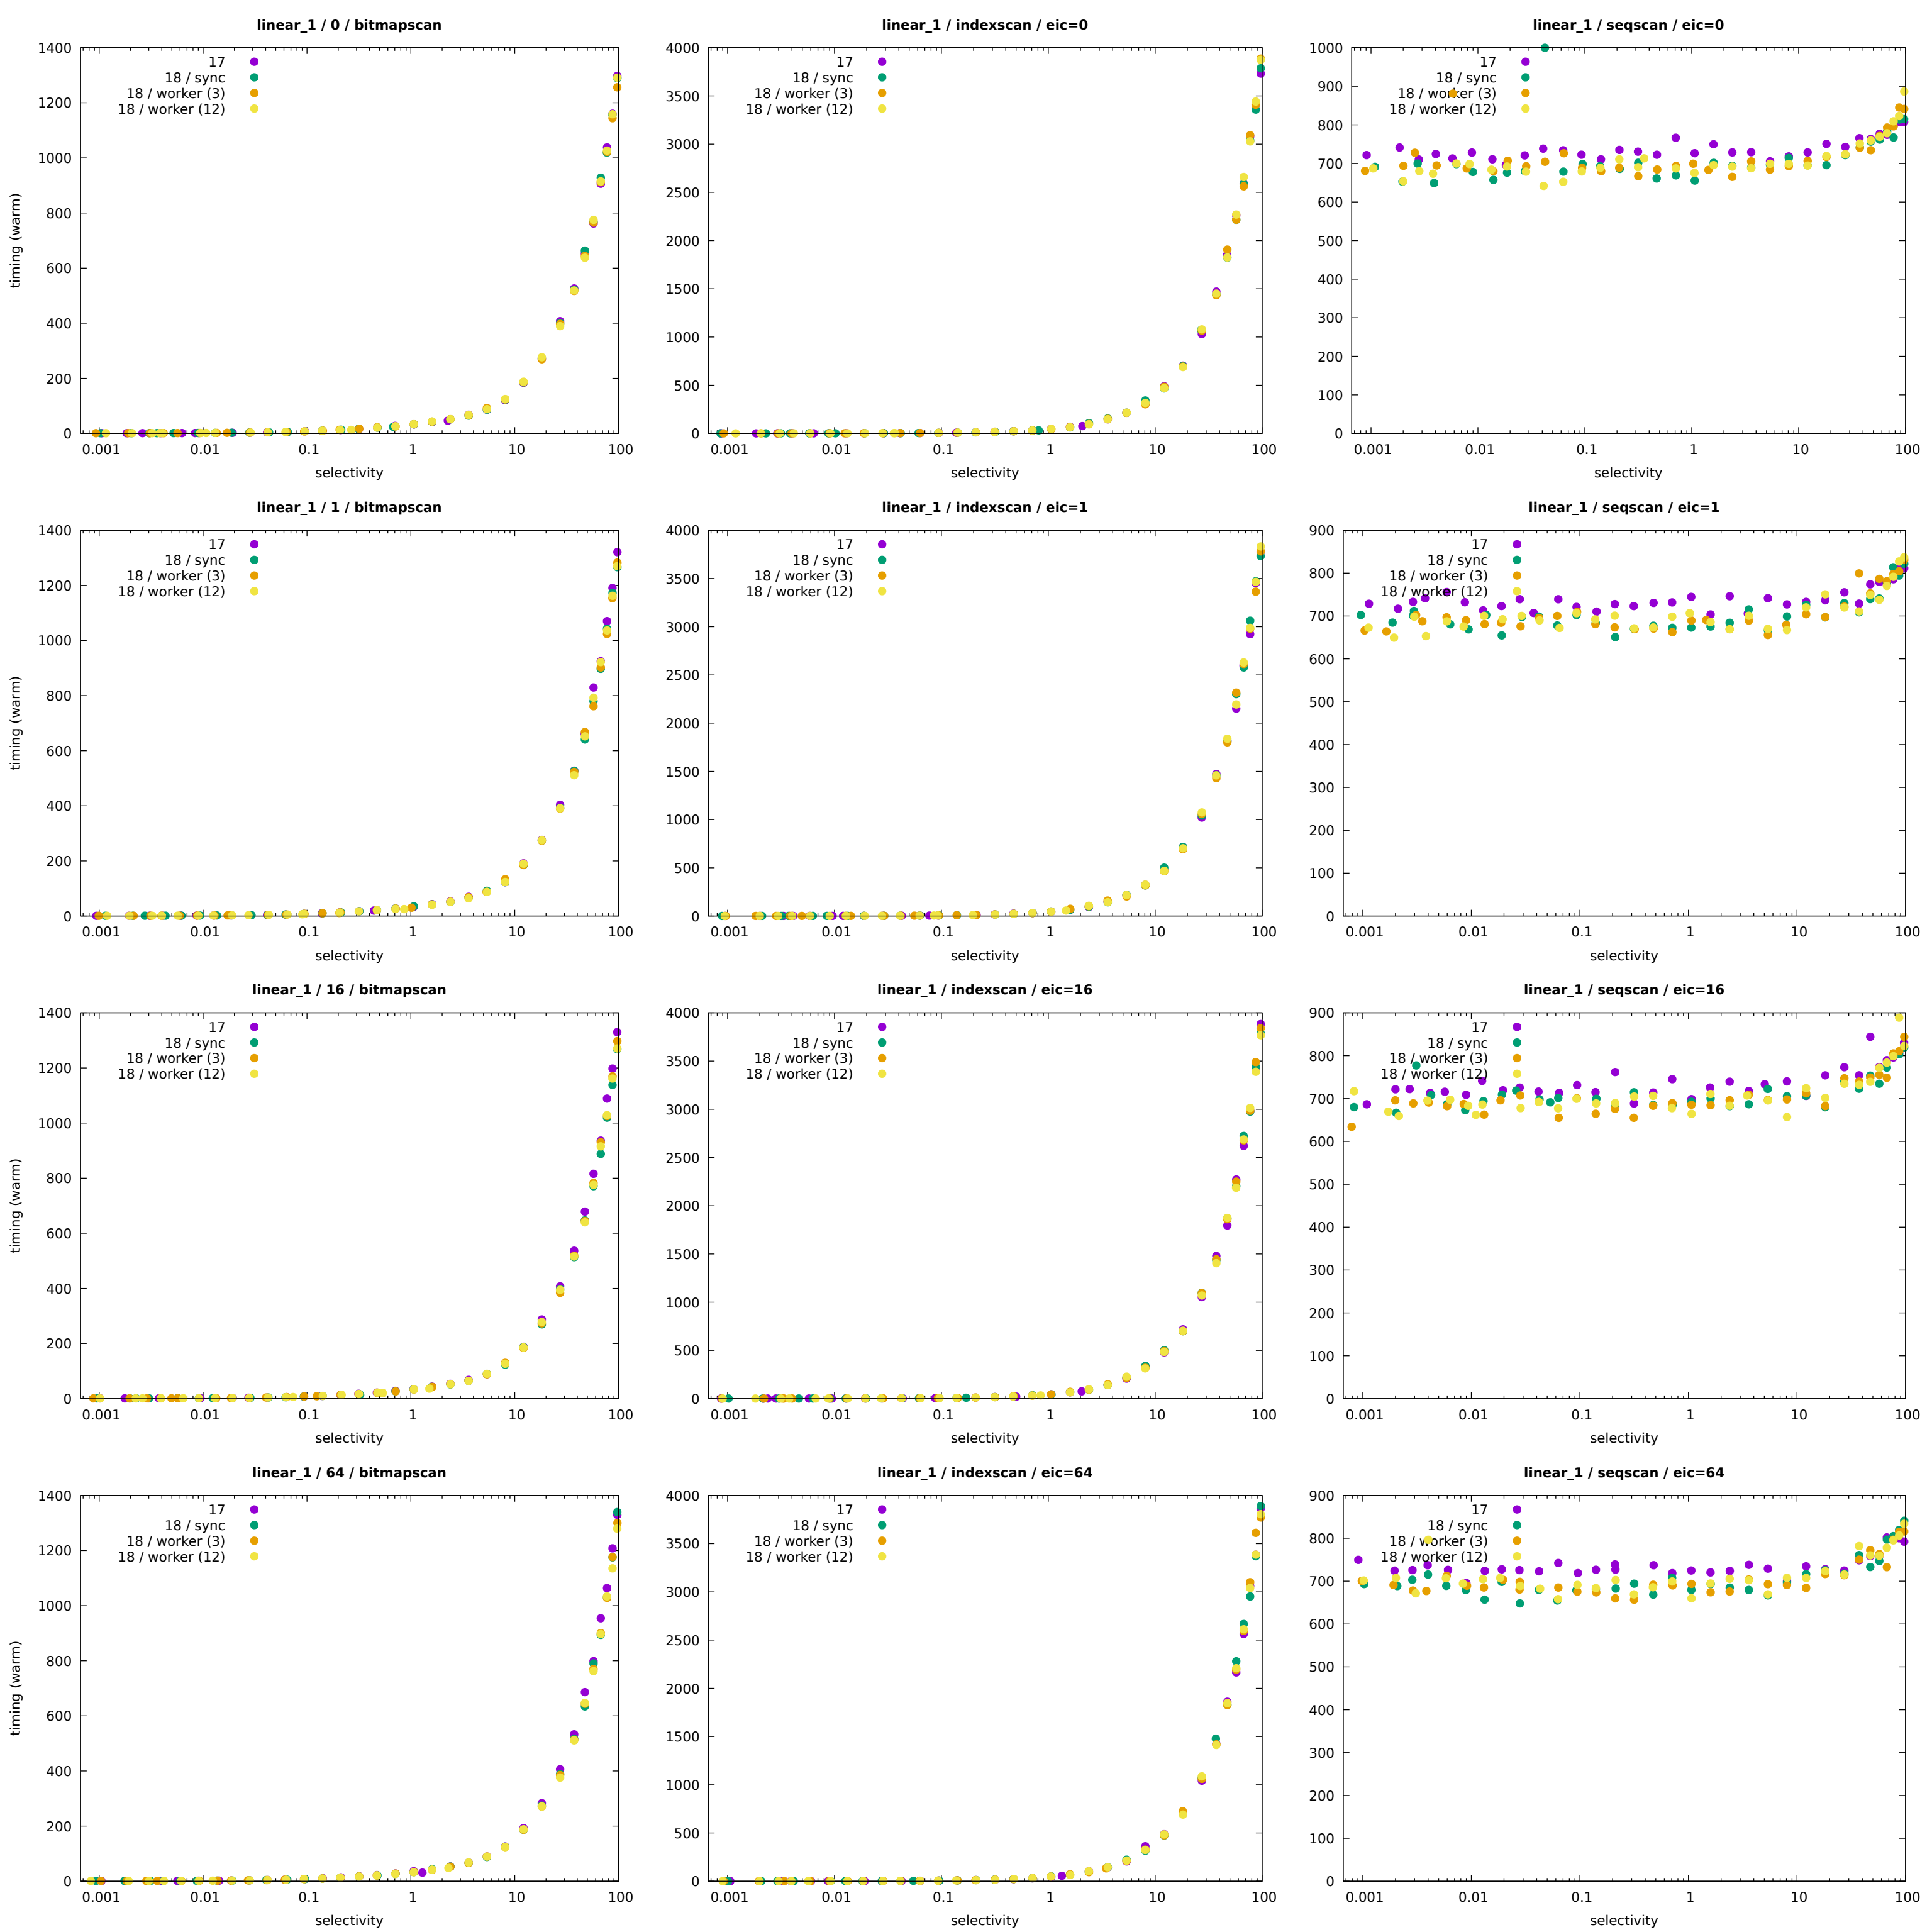 linear_1 / 0 / bitmapscan
1400
1200
1000
800
600
400
200
0
timing (warm)
17
18 / sync
18 / worker (3)
18 / worker (12)
0.001 0.01 0.1 1 10 100
selectivity
linear_1 / indexscan / eic=0
4000
3500
3000
2500
2000
1500
1000
500
0
17
18 / sync
18 / worker (3)
18 / worker (12)
0.001 0.01 0.1 1 10 100
selectivity
linear_1 / seqscan / eic=0
1000
900
800
700
600
500
400
300
200
100
0
17
18 / sync
18 / worker (3)
18 / worker (12)
0.001 0.01 0.1 1 10 100
selectivity
linear_1 / 1 / bitmapscan
1400
1200
1000
800
600
400
200
0
timing (warm)
17
18 / sync
18 / worker (3)
18 / worker (12)
0.001 0.01 0.1 1 10 100
selectivity
linear_1 / indexscan / eic=1
4000
3500
3000
2500
2000
1500
1000
500
0
17
18 / sync
18 / worker (3)
18 / worker (12)
0.001 0.01 0.1 1 10 100
selectivity
linear_1 / seqscan / eic=1
900
800
700
600
500
400
300
200
100
0
17
18 / sync
18 / worker (3)
18 / worker (12)
0.001 0.01 0.1 1 10 100
selectivity
linear_1 / 16 / bitmapscan
1400
1200
1000
800
600
400
200
0
timing (warm)
17
18 / sync
18 / worker (3)
18 / worker (12)
0.001 0.01 0.1 1 10 100
selectivity
linear_1 / indexscan / eic=16
4000
3500
3000
2500
2000
1500
1000
500
0
17
18 / sync
18 / worker (3)
18 / worker (12)
0.001 0.01 0.1 1 10 100
selectivity
linear_1 / seqscan / eic=16
900
800
700
600
500
400
300
200
100
0
17
18 / sync
18 / worker (3)
18 / worker (12)
0.001 0.01 0.1 1 10 100
selectivity
linear_1 / 64 / bitmapscan
1400
1200
1000
800
600
400
200
0
timing (warm)
17
18 / sync
18 / worker (3)
18 / worker (12)
0.001 0.01 0.1 1 10 100
selectivity
linear_1 / indexscan / eic=64
4000
3500
3000
2500
2000
1500
1000
500
0
17
18 / sync
18 / worker (3)
18 / worker (12)
0.001 0.01 0.1 1 10 100
selectivity
linear_1 / seqscan / eic=64
900
800
700
600
500
400
300
200
100
0
17
18 / sync
18 / worker (3)
18 / worker (12)
0.001 0.01 0.1 1 10 100
selectivity